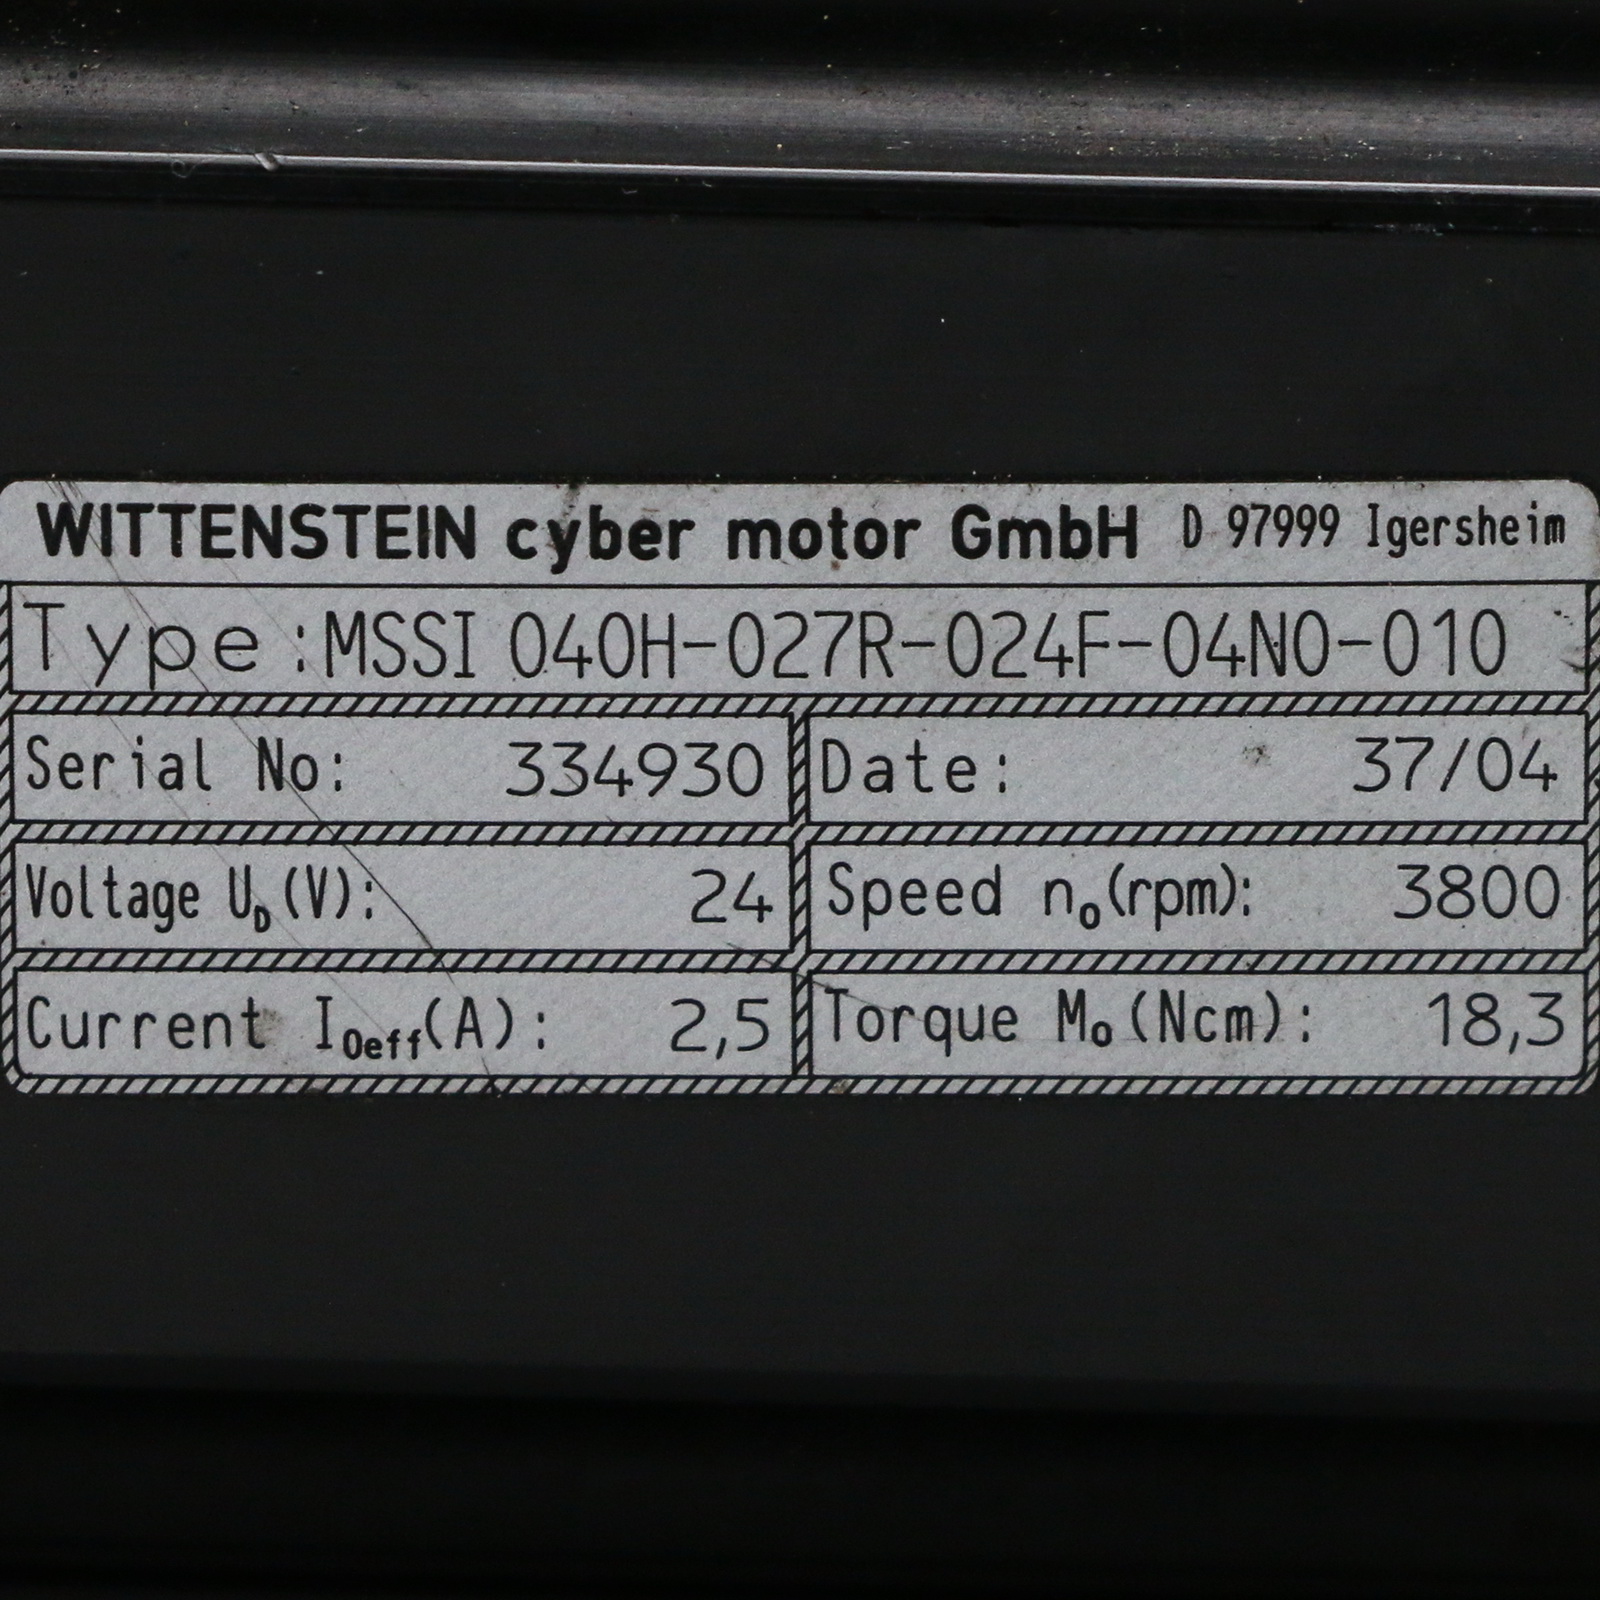 WITTENSTEIN cyber motor GmbH D 97999 Igersheim
Type:MSSI 040H-027R-024F-04N0-010
Serial No: 334930 Date: 37/04
Voltage UD(V): 24 Speed n0(rpm): 3800
Current I0eff(A): 2,5 Torque M0(Ncm): 18,3